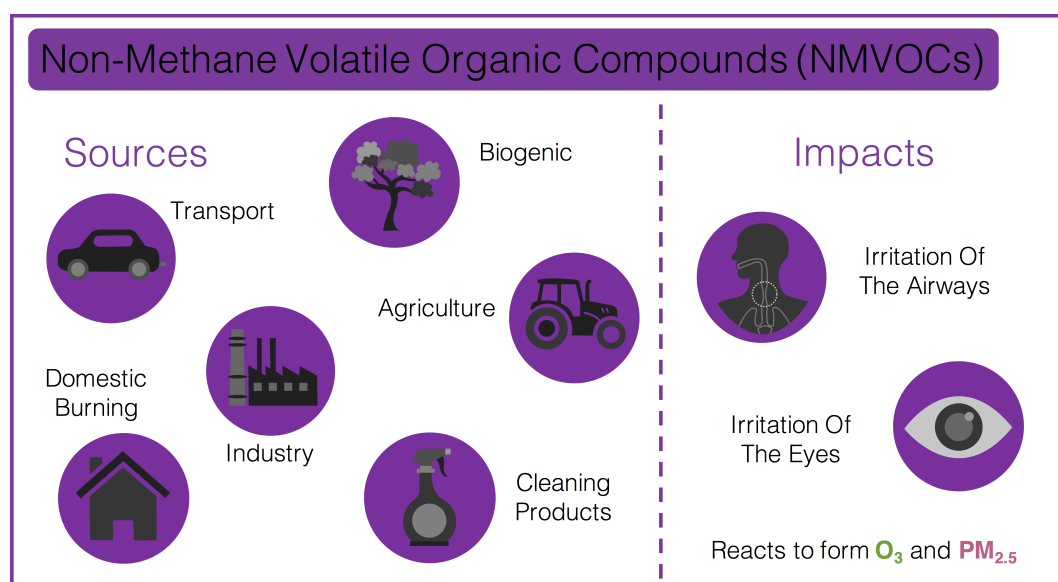 Non-Methane Volatile Organic Compounds (NMVOCs)
Sources
Biogenic
Transport
Agriculture
Domestic
Burning
Industry
Cleaning
Products
Impacts
Irritation Of
The Airways
Irritation Of
The Eyes
Reacts to form O₃ and PM₂.₅